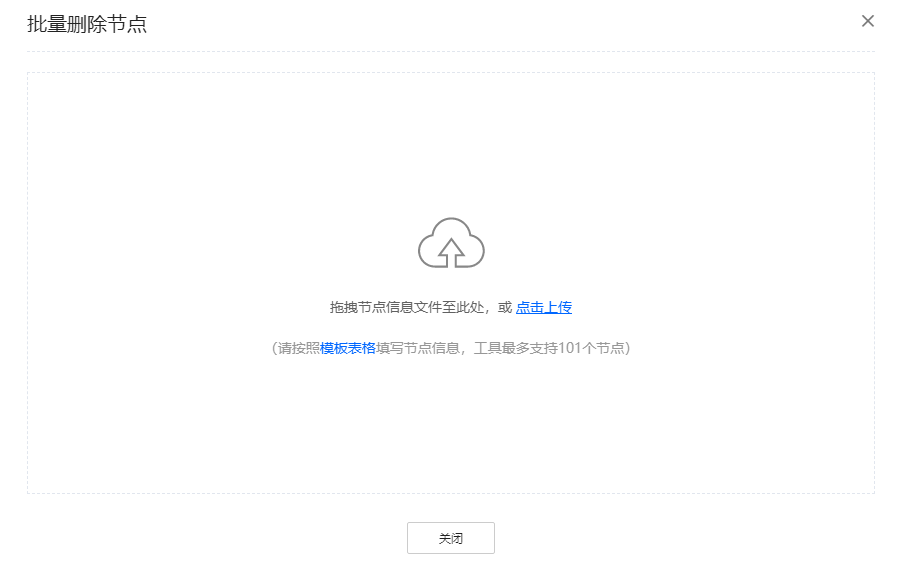 批量删除节点
拖拽节点信息文件至此处，或 点击上传
（请按照模板表格填写节点信息，工具最多支持101个节点）
关闭